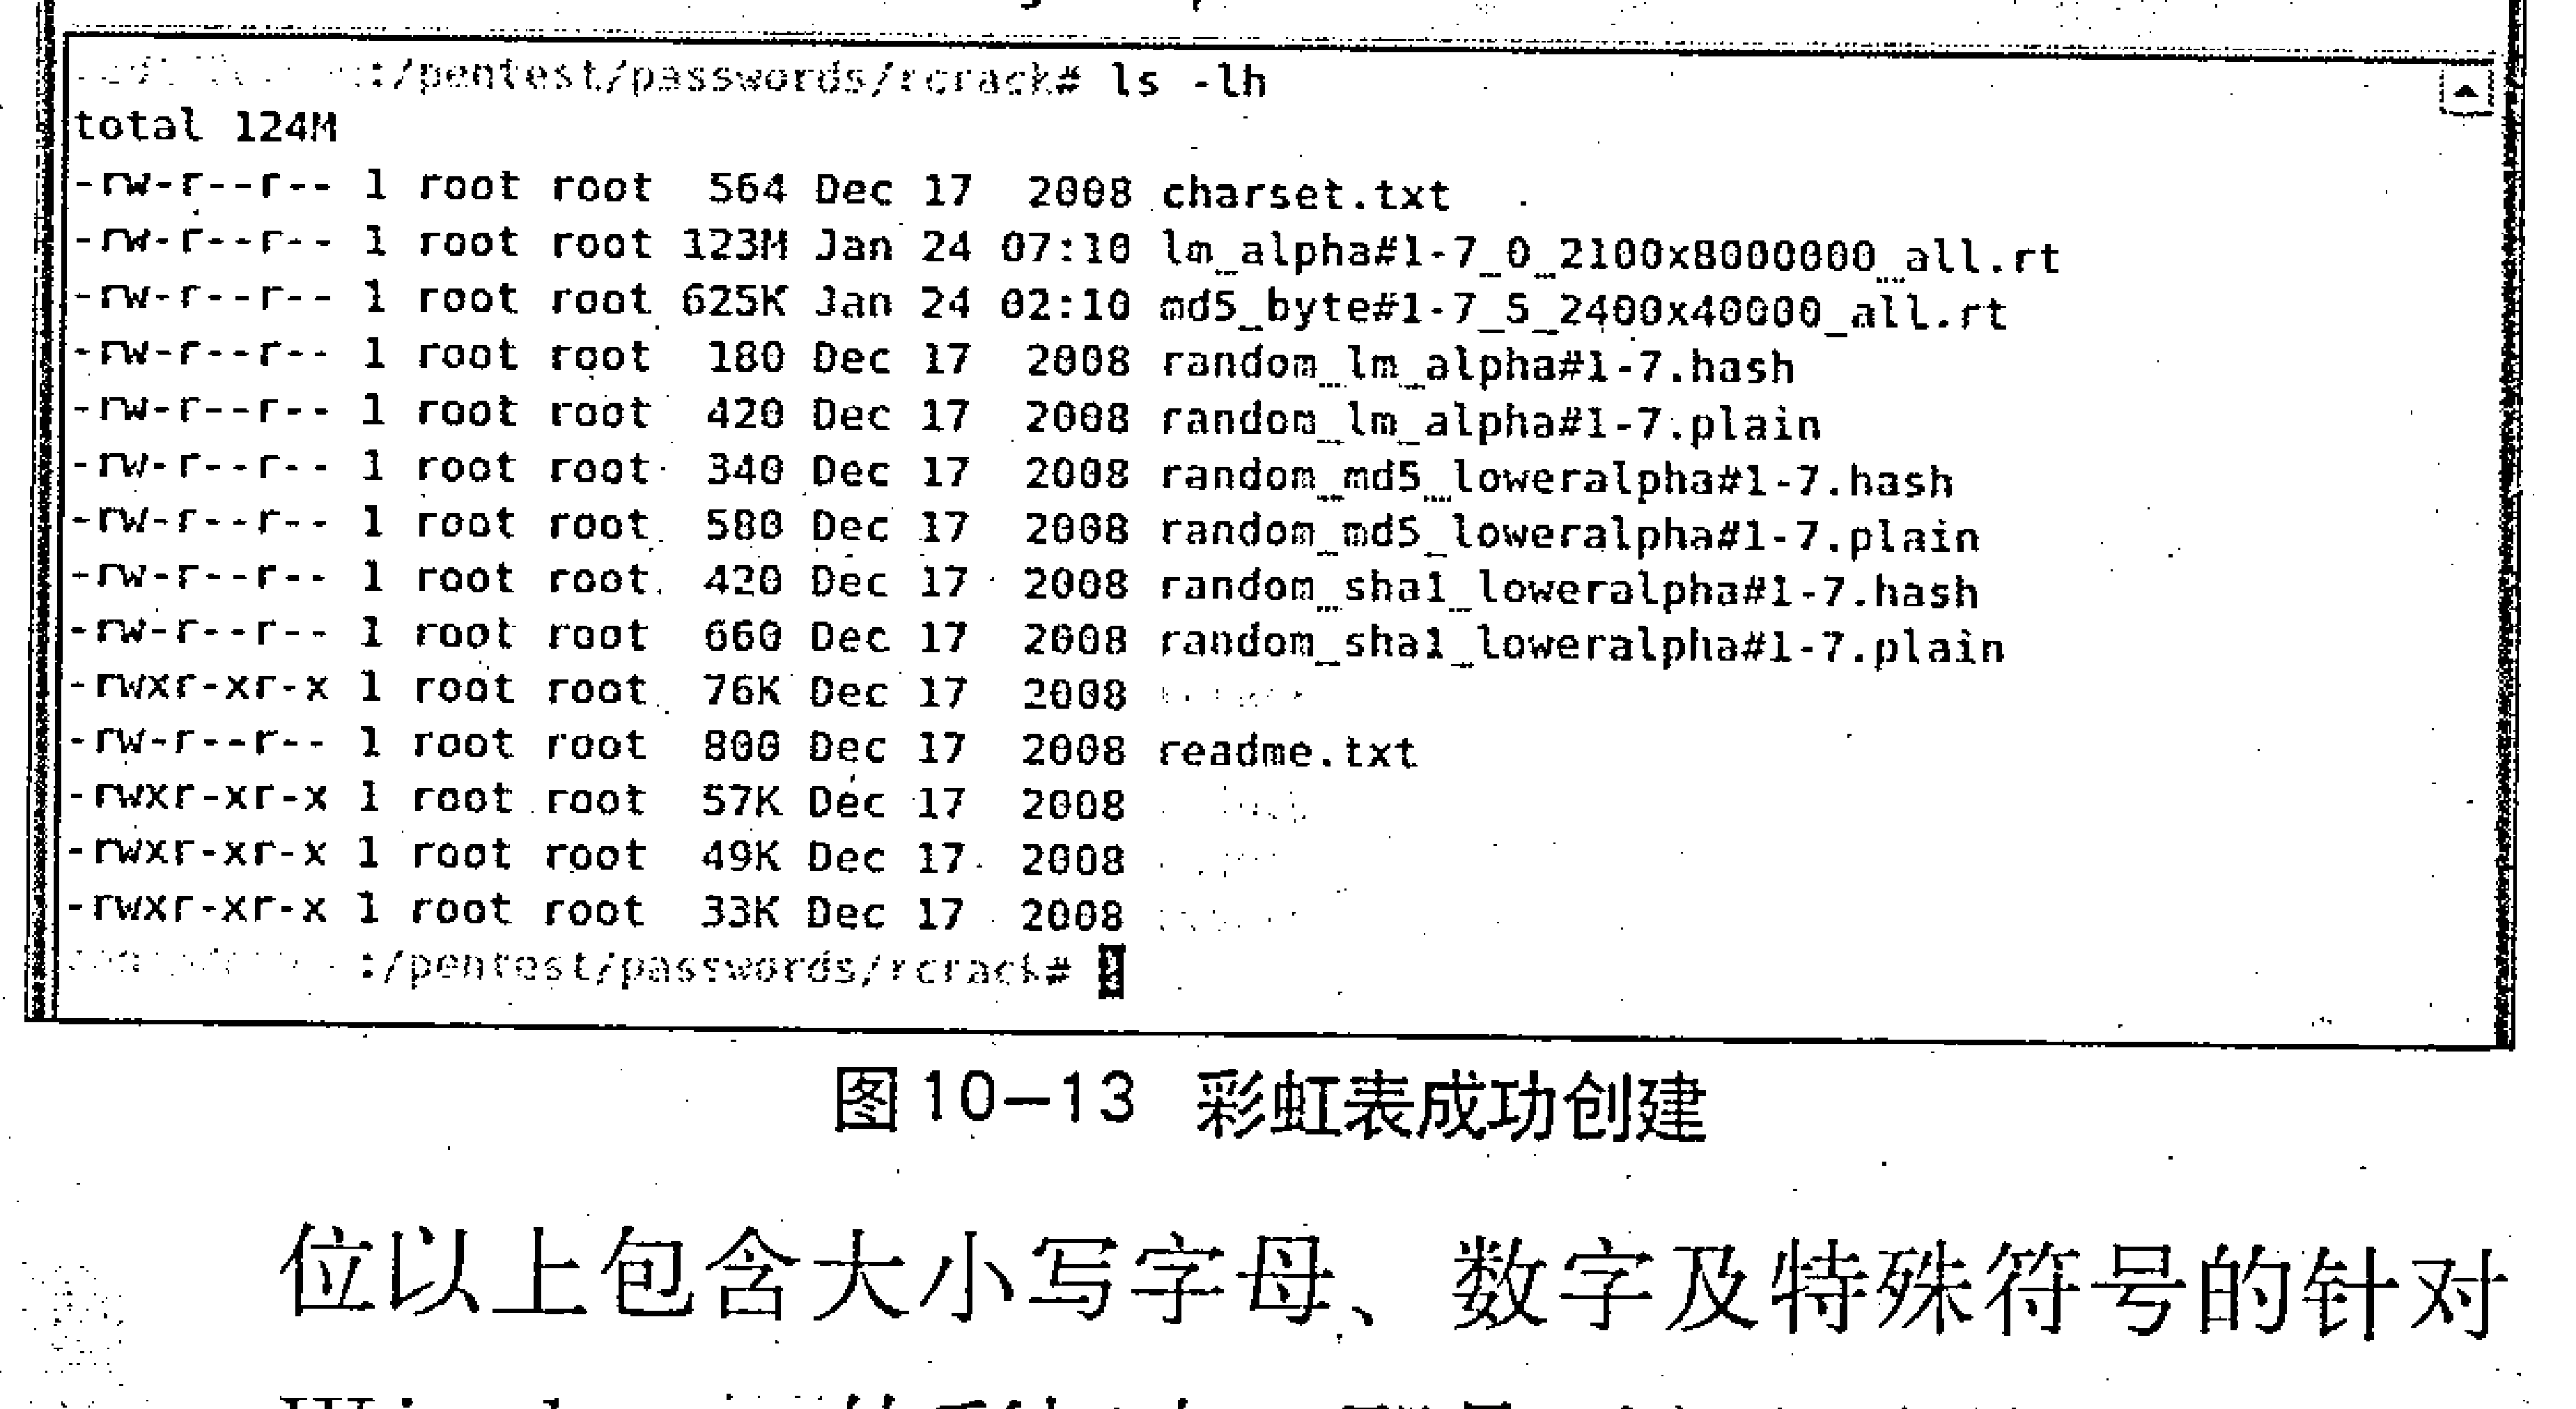 :/pentest/passwords/rcrack# ls -lh
total 124M
-rw-r--r-- 1 root root 564 Dec 17 2008 charset.txt
-rw-r--r-- 1 root root 123M Jan 24 07:10 lm_alpha#1-7_0_2100x8000000_all.rt
-rw-r--r-- 1 root root 625K Jan 24 02:10 md5_byte#1-7_5_2400x40000_all.rt
-rw-r--r-- 1 root root 180 Dec 17 2008 random_lm_alpha#1-7.hash
-rw-r--r-- 1 root root 420 Dec 17 2008 random_lm_alpha#1-7.plain
-rw-r--r-- 1 root root 340 Dec 17 2008 random_md5_loweralpha#1-7.hash
-rw-r--r-- 1 root root 580 Dec 17 2008 random_md5_loweralpha#1-7.plain
-rw-r--r-- 1 root root 420 Dec 17 2008 random_sha1_loweralpha#1-7.hash
-rw-r--r-- 1 root root 660 Dec 17 2008 random_sha1_loweralpha#1-7.plain
-rwxr-xr-x 1 root root 76K Dec 17 2008
-rw-r--r-- 1 root root 800 Dec 17 2008 readme.txt
-rwxr-xr-x 1 root root 57K Dec 17 2008
-rwxr-xr-x 1 root root 49K Dec 17 2008
-rwxr-xr-x 1 root root 33K Dec 17 2008
:/pentest/passwords/rcrack#
图10-13 彩虹表成功创建
位以上包含大小写字母、数字及特殊符号的针对